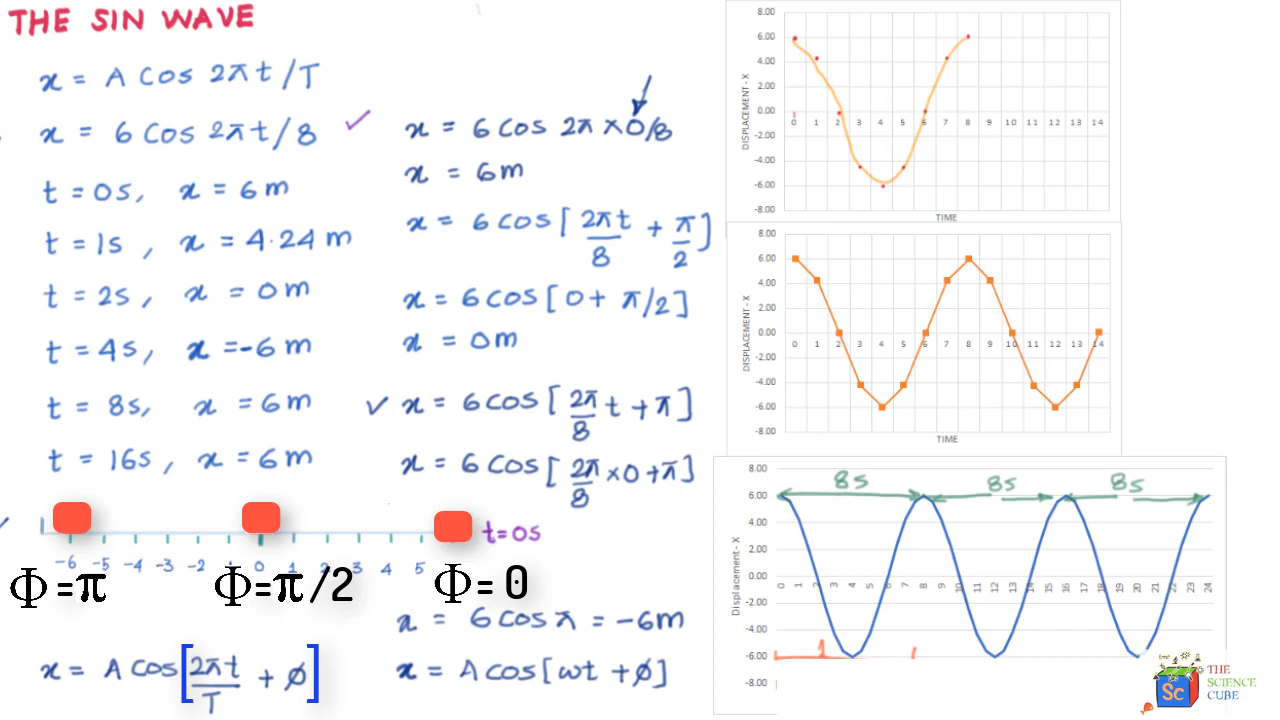 THE SIN WAVE
x = A Cos 2πt/T
x = 6 Cos 2πt/8 ✓
t = 0s, x = 6m
t = 1s, x = 4.24 m
t = 2s, x = 0m
t = 4s, x = -6m
t = 8s, x = 6m
t = 16s, x = 6m
x = 6 Cos 2π × 0/8
x = 6m
x = 6 Cos [2πt/8 + π/2]
x = 6 Cos [0 + π/2]
x = 0m
✓ x = 6 Cos [2π/8 t + π]
x = 6 Cos [2π/8 × 0 + π]
t = 0s
-6 -5 -4 -3 -2 0 1 2 3 4 5
Φ=π Φ=π/2 Φ=0
x = 6 Cos π = -6m
x = A Cos [2πt/T + ø]
x = A Cos [ωt + ø]
DISPLACEMENT - X
8.00
6.00
4.00
2.00
0.00
-2.00
-4.00
-6.00
-8.00
0 1 2 3 4 5 6 7 8 9 10 11 12 13 14
TIME
DISPLACEMENT - X
8.00
6.00
4.00
2.00
0.00
-2.00
-4.00
-6.00
-8.00
0 1 2 3 4 5 6 7 8 9 10 11 12 13 14
TIME
Displacement - X
8.00
6.00
4.00
2.00
0.00
-2.00
-4.00
-6.00
-8.00
8s 8s 8s
0 1 2 3 4 5 6 7 8 9 10 11 12 13 14 15 16 17 18 19 20 21 22 23 24
Sc
THE
SCIENCE
CUBE